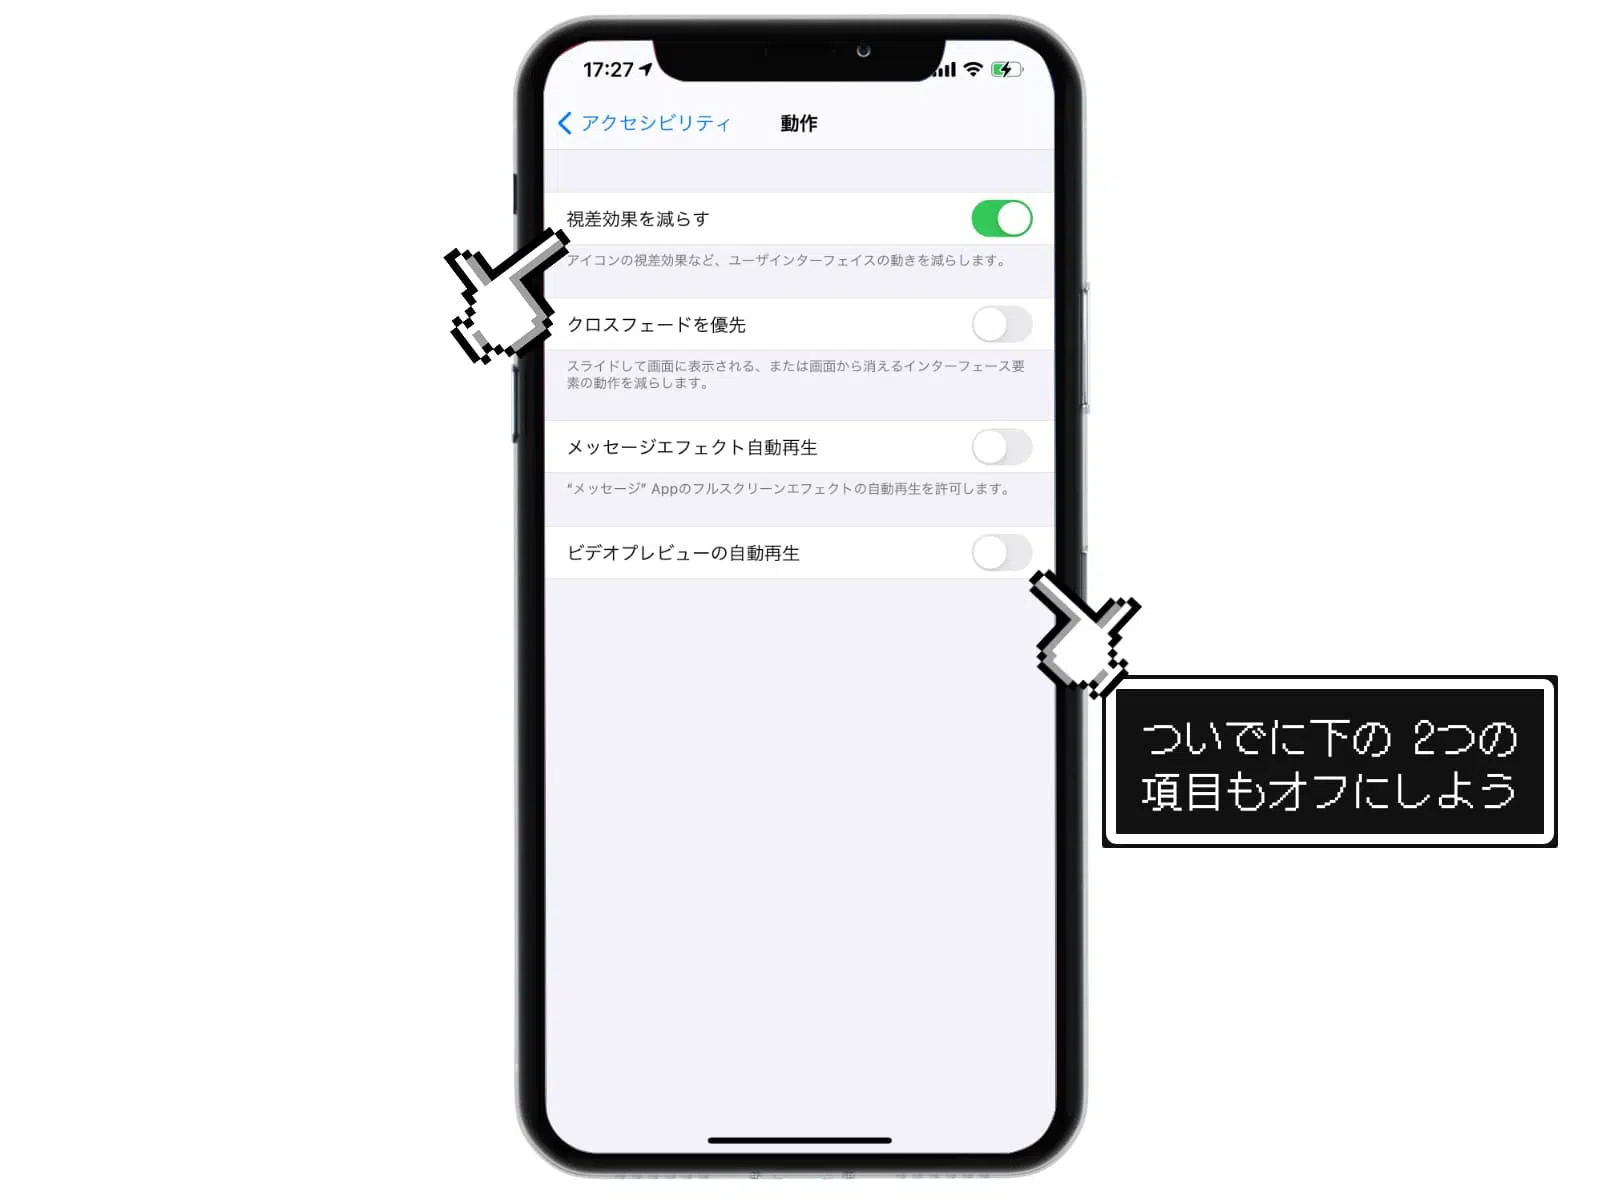 17:27
アクセシビリティ
動作
視差効果を減らす
アイコンの視差効果など、ユーザインターフェイスの動きを減らします。
クロスフェードを優先
スライドして画面に表示される、または画面から消えるインターフェース要
素の動作を減らします。
メッセージエフェクト自動再生
“メッセージ” Appのフルスクリーンエフェクトの自動再生を許可します。
ビデオプレビューの自動再生
ついでに下の 2つの
項目もオフにしよう